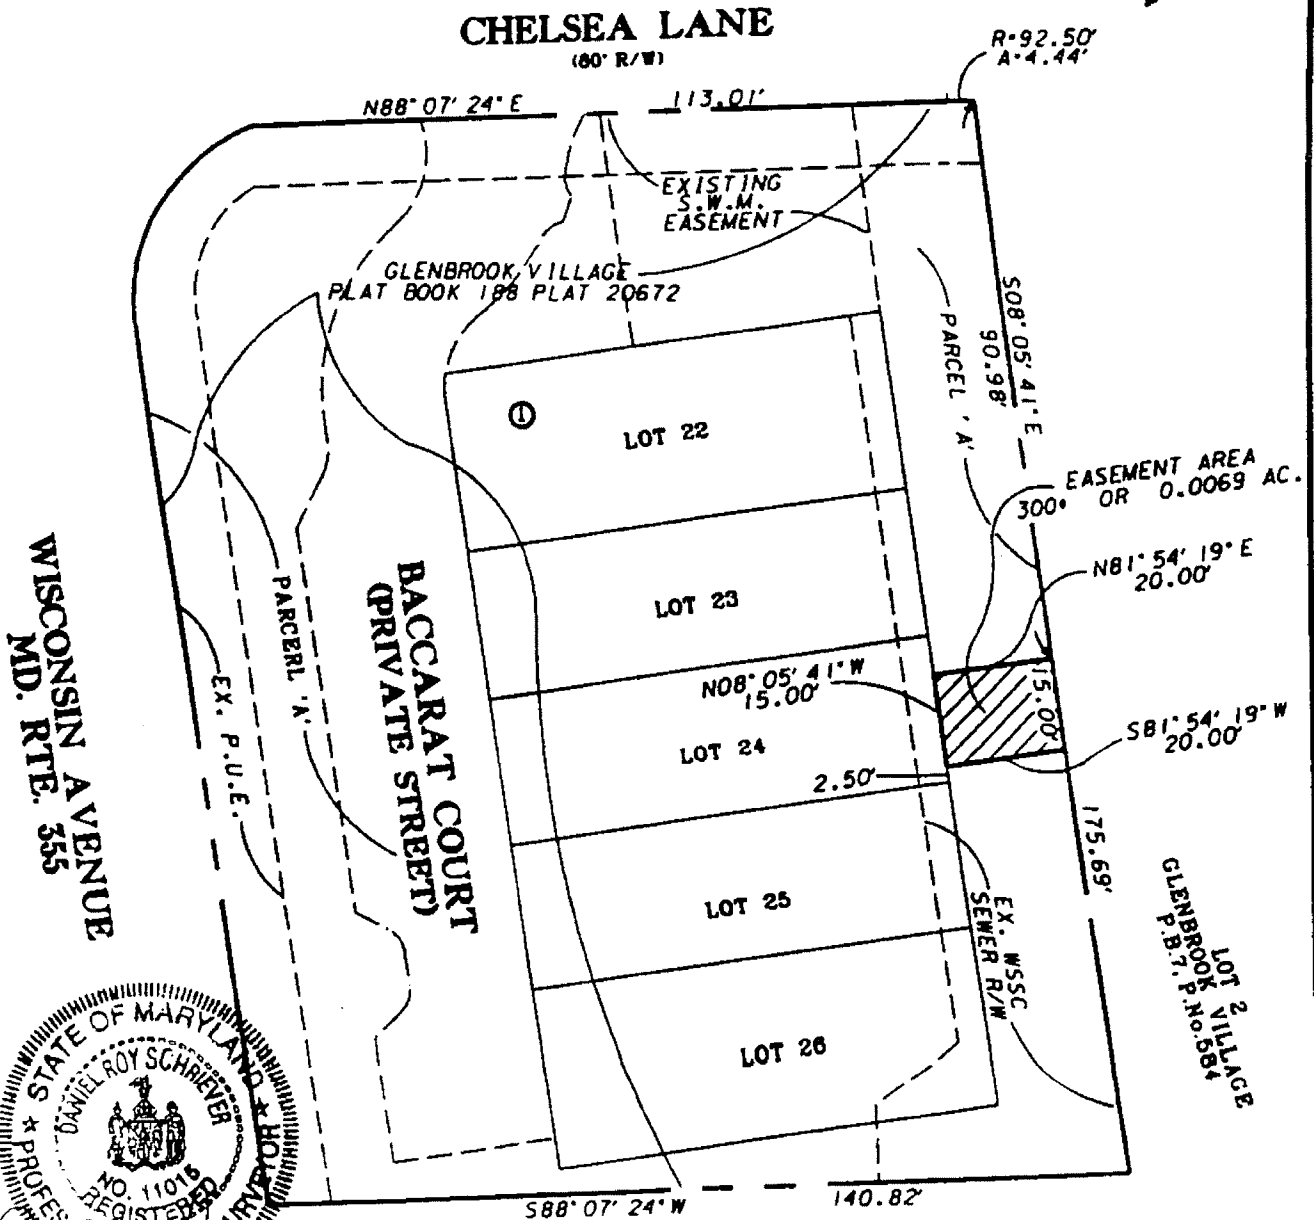 CHELSEA LANE
(80' R/W)
R=92.50'
A=4.44'
N88°07'24"E
113.01'
EXISTING
S.W.M.
EASEMENT
GLENBROOK VILLAGE
PLAT BOOK 188 PLAT 20672
S08°05'41"E
90.98'
PARCEL 'A'
1
LOT 22
EASEMENT AREA
300° OR 0.0069 AC.
N81°54'19"E
20.00'
LOT 23
N08°05'41"W
15.00'
15.00'
S81°54'19"W
20.00'
LOT 24
2.50'
175.69'
WISCONSIN AVENUE
MD. RTE. 355
EX. P.U.E.
PARCERL 'A'
BACCARAT COURT
(PRIVATE STREET)
LOT 25
EX. WSSC
SEWER R/W
LOT 2
GLENBROOK VILLAGE
P.B.7, P.No.584
LOT 26
STATE OF MARYLAND
DANIEL ROY SCHRIEVER
NO. 11015
REGISTERED
S88°07'24"W
140.82'